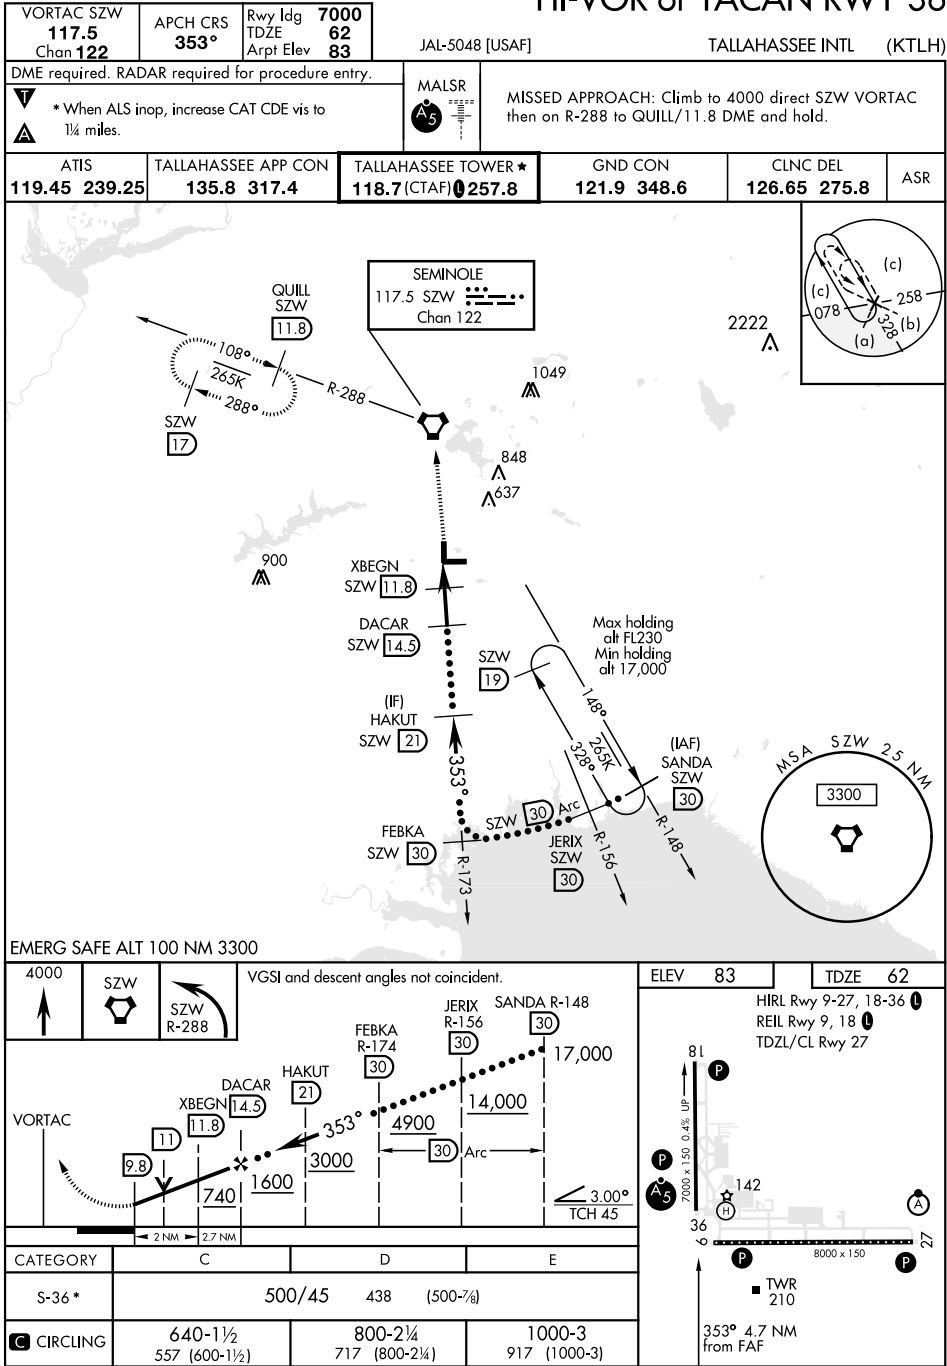 HI-VOR or TACAN RWY 36
VORTAC SZW
117.5
Chan 122
APCH CRS
353°
Rwy ldg 7000
TDZE 62
Arpt Elev 83
JAL-5048 [USAF]
TALLAHASSEE INTL (KTLH)
DME required. RADAR required for procedure entry.
T
A
* When ALS inop, increase CAT CDE vis to
1¼ miles.
MALSR
A5
MISSED APPROACH: Climb to 4000 direct SZW VORTAC
then on R-288 to QUILL/11.8 DME and hold.
ATIS
119.45 239.25
TALLAHASSEE APP CON
135.8 317.4
TALLAHASSEE TOWER★
118.7 (CTAF) L 257.8
GND CON
121.9 348.6
CLNC DEL
126.65 275.8
ASR
SEMINOLE
117.5 SZW
Chan 122
QUILL
SZW
11.8
108°
265K
288°
R-288
SZW
17
2222
1049
848
637
900
(c)
(c)
258
078
(b)
(a)
328
XBEGN
SZW 11.8
DACAR
SZW 14.5
(IF)
HAKUT
SZW 21
353°
FEBKA
SZW 30
R-173
SZW 30 Arc
Max holding
alt FL230
Min holding
alt 17,000
SZW
19
148°
265K
328°
(IAF)
SANDA
SZW
30
JERIX
SZW
30
R-156
R-148
MSA SZW 25 NM
3300
EMERG SAFE ALT 100 NM 3300
4000
SZW
SZW
R-288
VGSI and descent angles not coincident.
VORTAC
9.8
11
XBEGN
11.8
DACAR
14.5
HAKUT
21
FEBKA
R-174
30
JERIX
R-156
30
SANDA R-148
30
17,000
14,000
4900
30 Arc
353°
3000
1600
740
3.00°
TCH 45
2 NM
2.7 NM
ELEV 83
TDZE 62
HIRL Rwy 9-27, 18-36 L
REIL Rwy 9, 18 L
TDZL/CL Rwy 27
18
P
7000 x 150 0.4% UP
P
A5
142
H
A
36
9
27
8000 x 150
P
P
TWR
210
353° 4.7 NM
from FAF
CATEGORY C D E
S-36 * 500/45 438 (500-⅞)
C CIRCLING
640-1½
557 (600-1½)
800-2¼
717 (800-2¼)
1000-3
917 (1000-3)